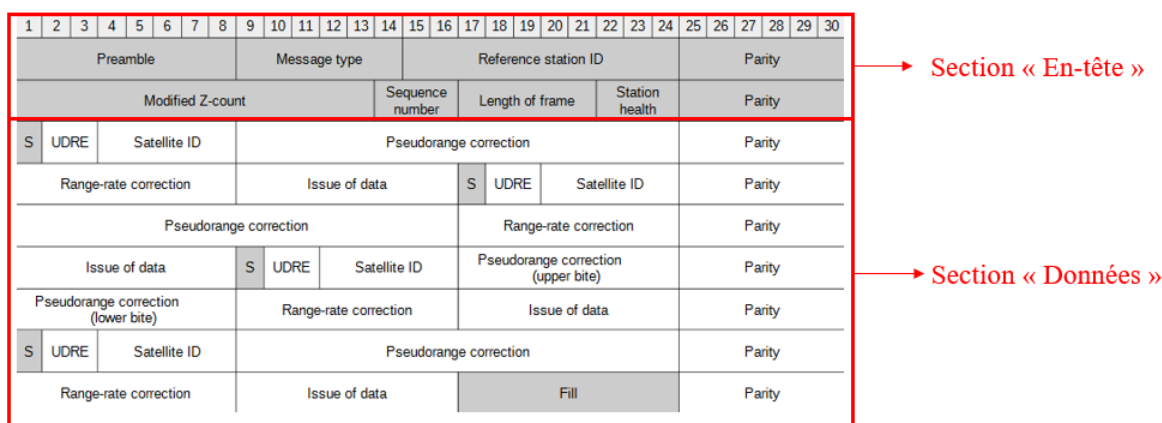 1 2 3 4 5 6 7 8 9 10 11 12 13 14 15 16 17 18 19 20 21 22 23 24 25 26 27 28 29 30
Preamble Message type Reference station ID Parity
Section « En-tête »
Modified Z-count Sequence number Length of frame Station health Parity
S UDRE Satellite ID Pseudorange correction Parity
Range-rate correction Issue of data S UDRE Satellite ID Parity
Pseudorange correction Range-rate correction Parity
Issue of data S UDRE Satellite ID Pseudorange correction (upper bite) Parity
Section « Données »
Pseudorange correction (lower bite) Range-rate correction Issue of data Parity
S UDRE Satellite ID Pseudorange correction Parity
Range-rate correction Issue of data Fill Parity